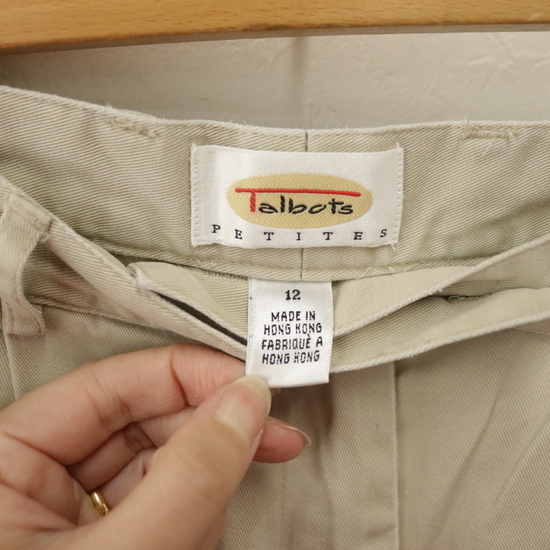 Talbots
PETITES
12
MADE IN
HONG KONG
FABRIQUÉ A
HONG KONG